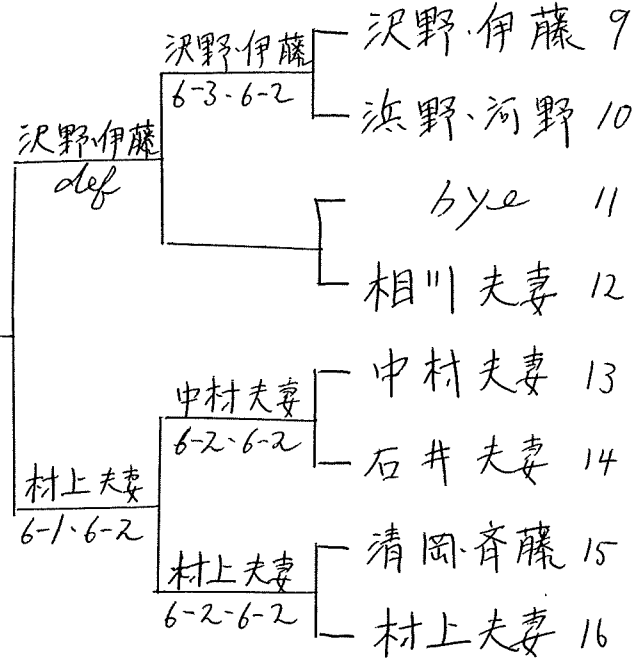 沢野・伊藤 9
沢野・伊藤
6-3・6-2
浜野・河野 10
沢野・伊藤
def
bye 11
相川 夫妻 12
中村 夫妻 13
中村 夫妻
6-2・6-2
石井 夫妻 14
村上 夫妻
6-1・6-2
清岡・斉藤 15
村上 夫妻
6-2-6-2
村上 夫妻 16